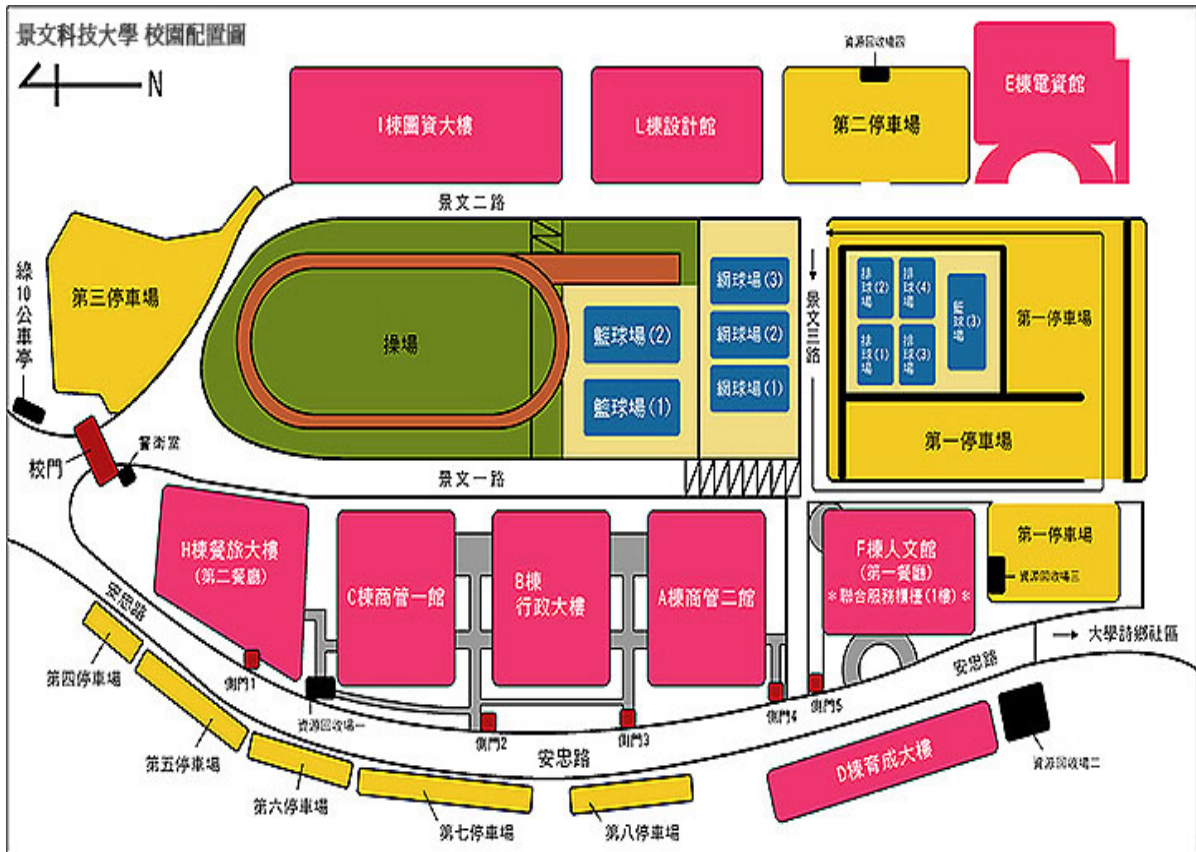 景文科技大學 校園配置圖
N
資源回收場四
I棟圖資大樓
L棟設計館
第二停車場
E棟電資館
景文二路
綠10公車亭
第三停車場
操場
籃球場(2)
籃球場(1)
網球場(3)
網球場(2)
網球場(1)
→景文三路
排球場(2)
排球場(4)
籃球場(3)
排球場(1)
排球場(3)
第一停車場
第一停車場
校門
警衛室
景文一路
H棟餐旅大樓
(第二餐廳)
C棟商管一館
B棟
行政大樓
A棟商管二館
F棟人文館
(第一餐廳)
*聯合服務櫃檯(1樓)*
第一停車場
資源回收場三
→ 大學詩鄉社區
安忠路
安忠路
安忠路
側門1
資源回收場一
側門2
側門3
側門4
側門5
第四停車場
第五停車場
第六停車場
第七停車場
第八停車場
D棟育成大樓
資源回收場二